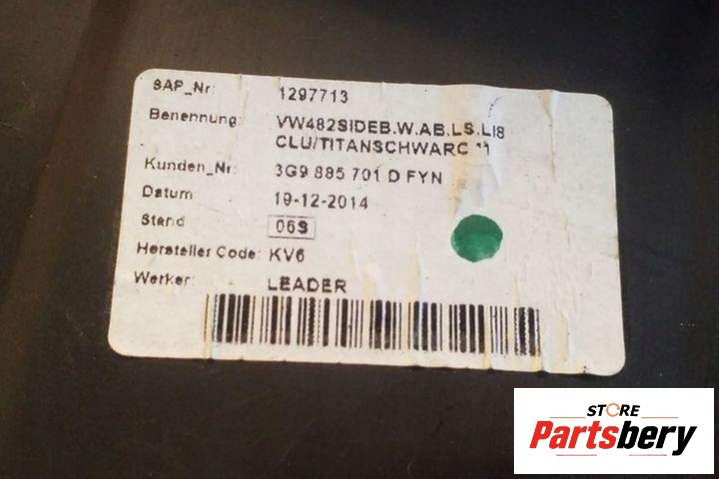 SAP_Nr: 1297713
Benennung: VW482SIDEB.W.AB.LS.LI8
CLU/TITANSCHWARC
Kunden_Nr: 3G9 885 701 D FYN
Datum 19-12-2014
Stand 06S
Hersteller Code: KV6
Werker: LEADER
STORE
Partsbery